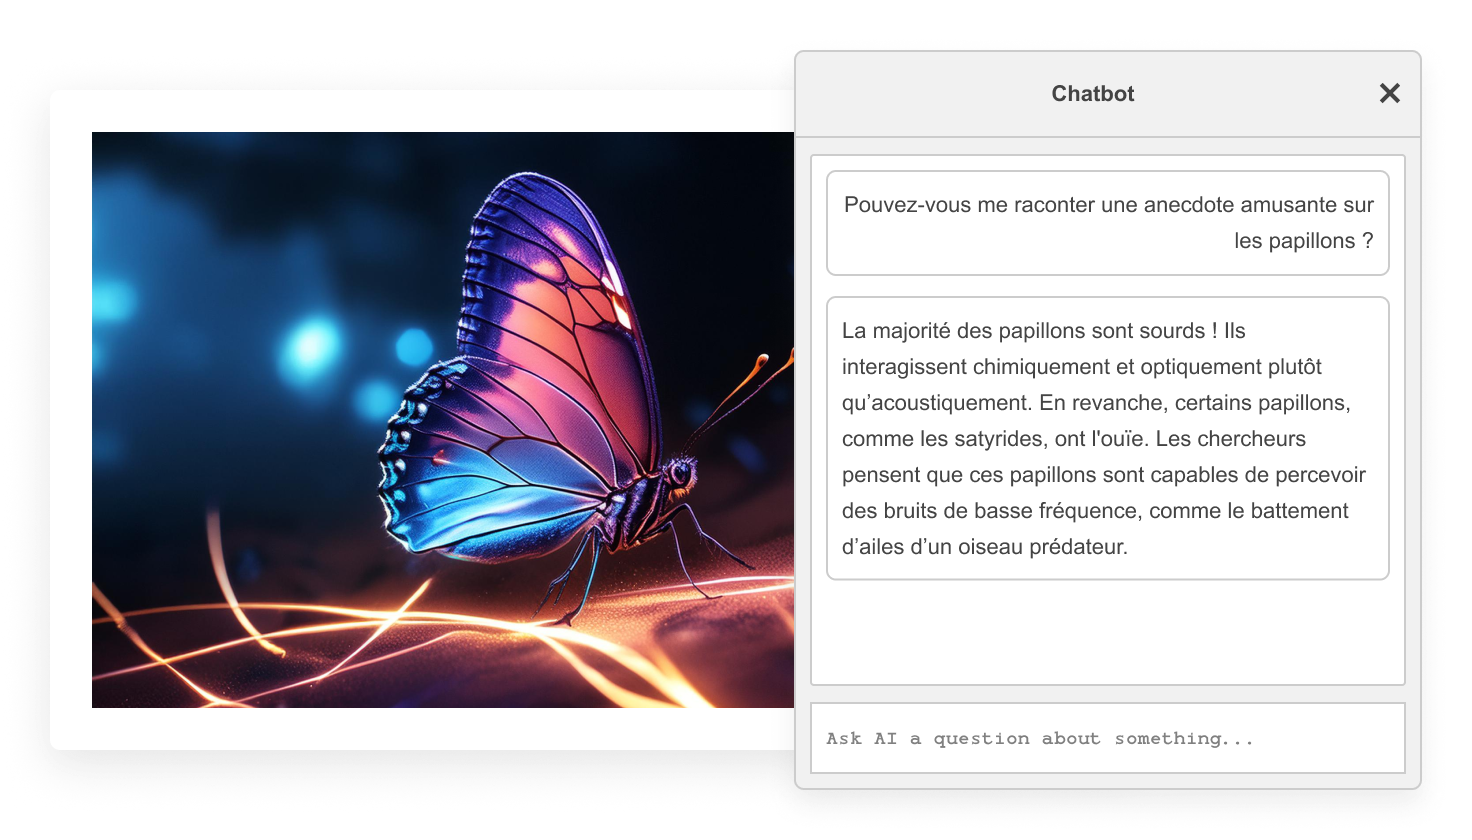 Chatbot
Pouvez-vous me raconter une anecdote amusante sur
les papillons ?
La majorité des papillons sont sourds ! Ils
interagissent chimiquement et optiquement plutôt
qu’acoustiquement. En revanche, certains papillons,
comme les satyrides, ont l'ouïe. Les chercheurs
pensent que ces papillons sont capables de percevoir
des bruits de basse fréquence, comme le battement
d’ailes d’un oiseau prédateur.
Ask AI a question about something...